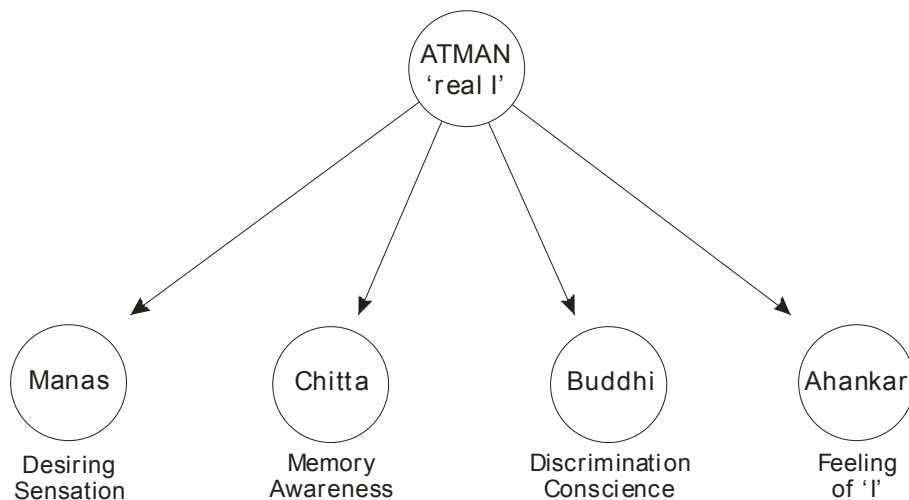 ATMAN
‘real I’
Manas
Chitta
Buddhi
Ahankar
Desiring
Sensation
Memory
Awareness
Discrimination
Conscience
Feeling
of ‘I’